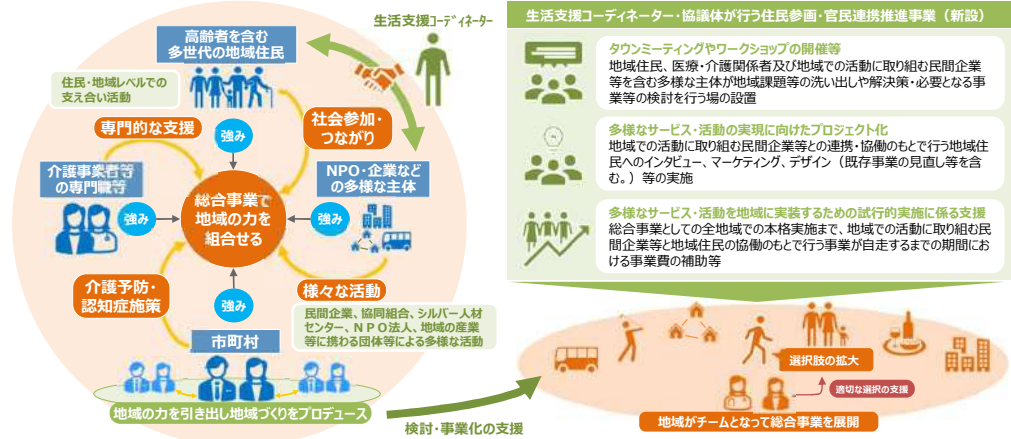 生活支援ｺｰﾃﾞｨﾈｰﾀｰ
高齢者を含む
多世代の地域住民
住民・地域レベルでの
支え合い活動
専門的な支援
強み
社会参加・
つながり
介護事業者等
の専門職等
強み
総合事業で
地域の力を
組合せる
強み
NPO・企業など
の多様な主体
介護予防・
認知症施策
強み
様々な活動
民間企業、協同組合、シルバー人材
センター、ＮＰＯ法人、地域の産業
等に携わる団体等による多様な活動
市町村
地域の力を引き出し地域づくりをプロデュース
検討・事業化の支援
生活支援コーディネーター・協議体が行う住民参画・官民連携推進事業（新設）
タウンミーティングやワークショップの開催等
地域住民、医療・介護関係者及び地域での活動に取り組む民間企業
等を含む多様な主体が地域課題等の洗い出しや解決策・必要となる事
業等の検討を行う場の設置
多様なサービス・活動の実現に向けたプロジェクト化
地域での活動に取り組む民間企業等との連携・協働のもとで行う地域住
民へのインタビュー、マーケティング、デザイン（既存事業の見直し等を含
む。）等の実施
多様なサービス・活動を地域に実装するための試行的実施に係る支援
総合事業としての全地域での本格実施まで、地域での活動に取り組む民
間企業等と地域住民の協働のもとで行う事業が自走するまでの期間にお
ける事業費の補助等
選択肢の拡大
適切な選択の支援
地域がチームとなって総合事業を展開